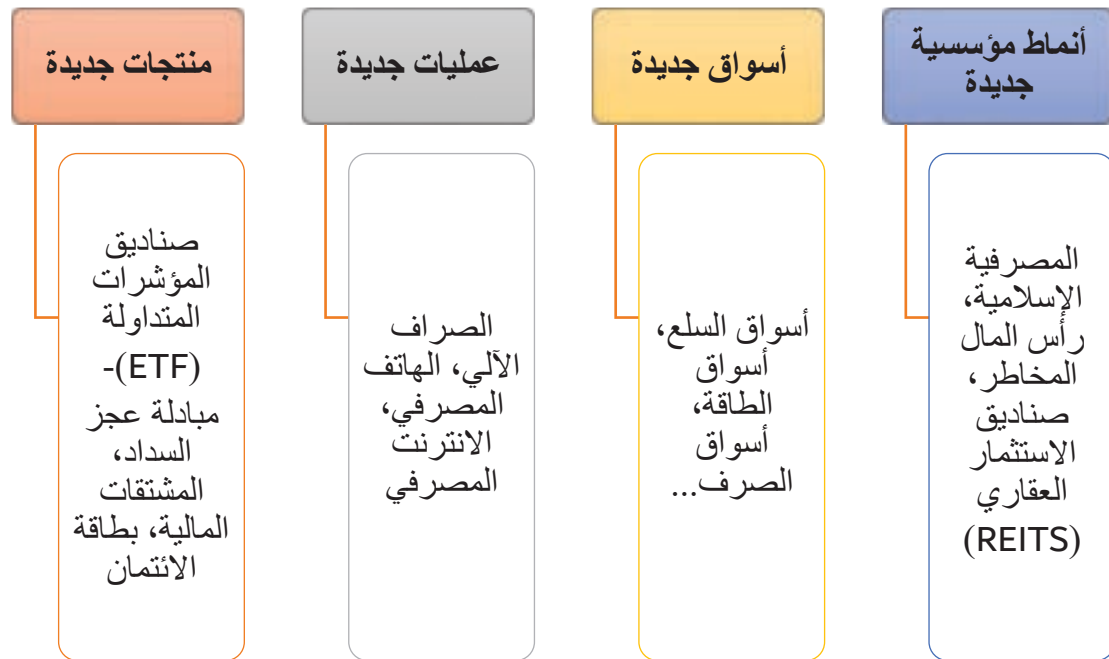 أنماط مؤسسية
جديدة
المصرفية
الإسلامية،
رأس المال
المخاطر،
صناديق
الاستثمار
العقاري
(REITS)
أسواق جديدة
أسواق السلع،
أسواق
الطاقة،
أسواق
الصرف...
عمليات جديدة
الصراف
الآلي، الهاتف
المصرفي،
الانترنت
المصرفي
منتجات جديدة
صناديق
المؤشرات
المتداولة
(ETF)-
مبادلة عجز
السداد،
المشتقات
المالية، بطاقة
الائتمان